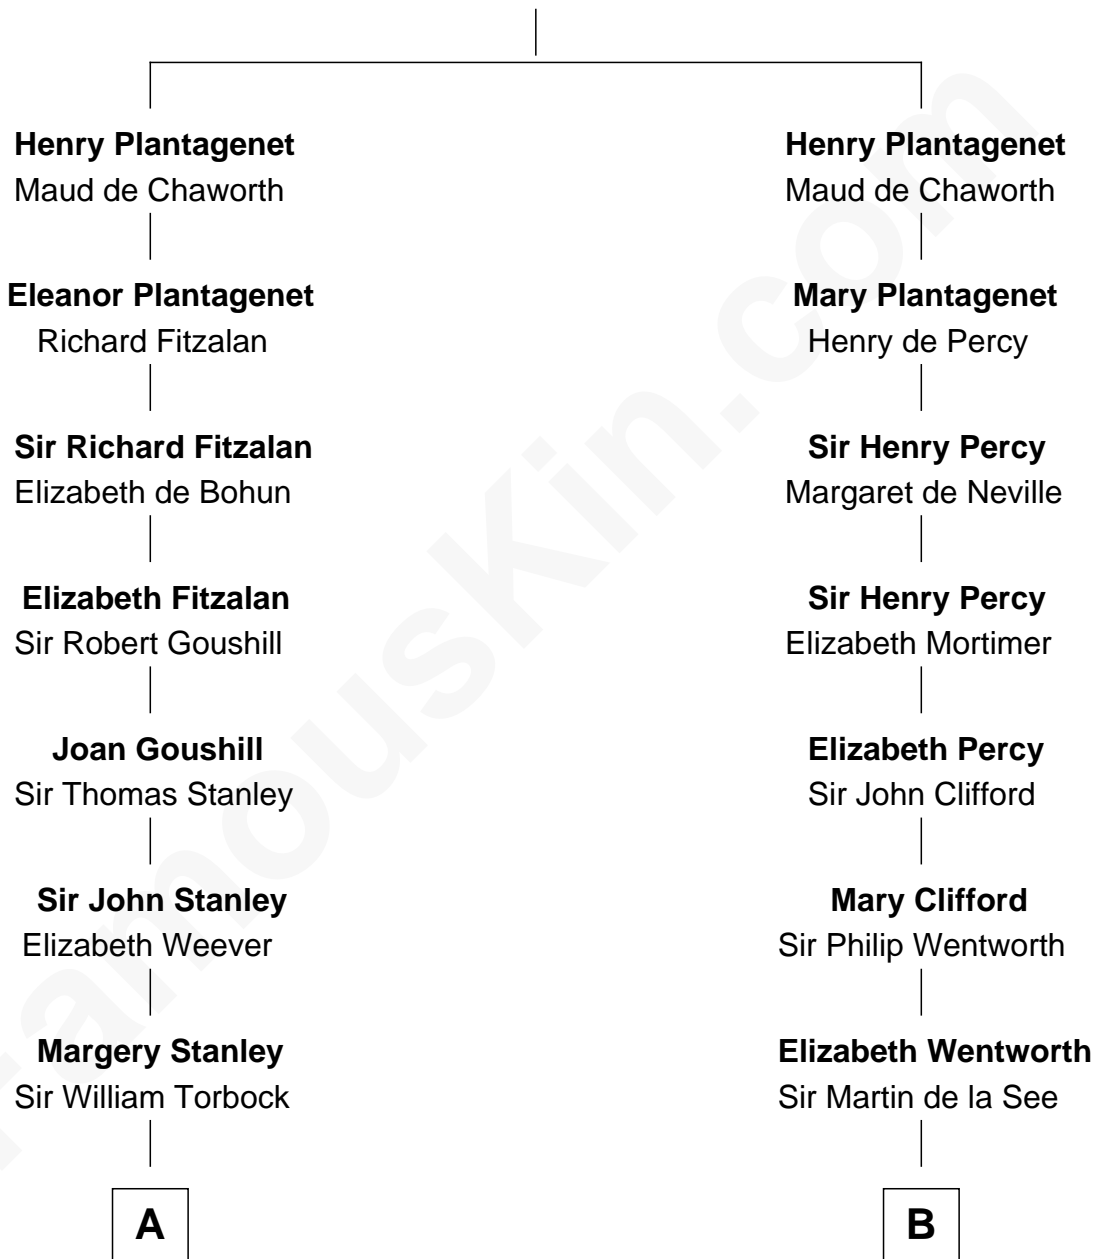 Henry Plantagenet
Maud de Chaworth
Eleanor Plantagenet
Richard Fitzalan
Sir Richard Fitzalan
Elizabeth de Bohun
Elizabeth Fitzalan
Sir Robert Goushill
Joan Goushill
Sir Thomas Stanley
Sir John Stanley
Elizabeth Weever
Margery Stanley
Sir William Torbock
A
Henry Plantagenet
Maud de Chaworth
Mary Plantagenet
Henry de Percy
Sir Henry Percy
Margaret de Neville
Sir Henry Percy
Elizabeth Mortimer
Elizabeth Percy
Sir John Clifford
Mary Clifford
Sir Philip Wentworth
Elizabeth Wentworth
Sir Martin de la See
B
FamousKin.com